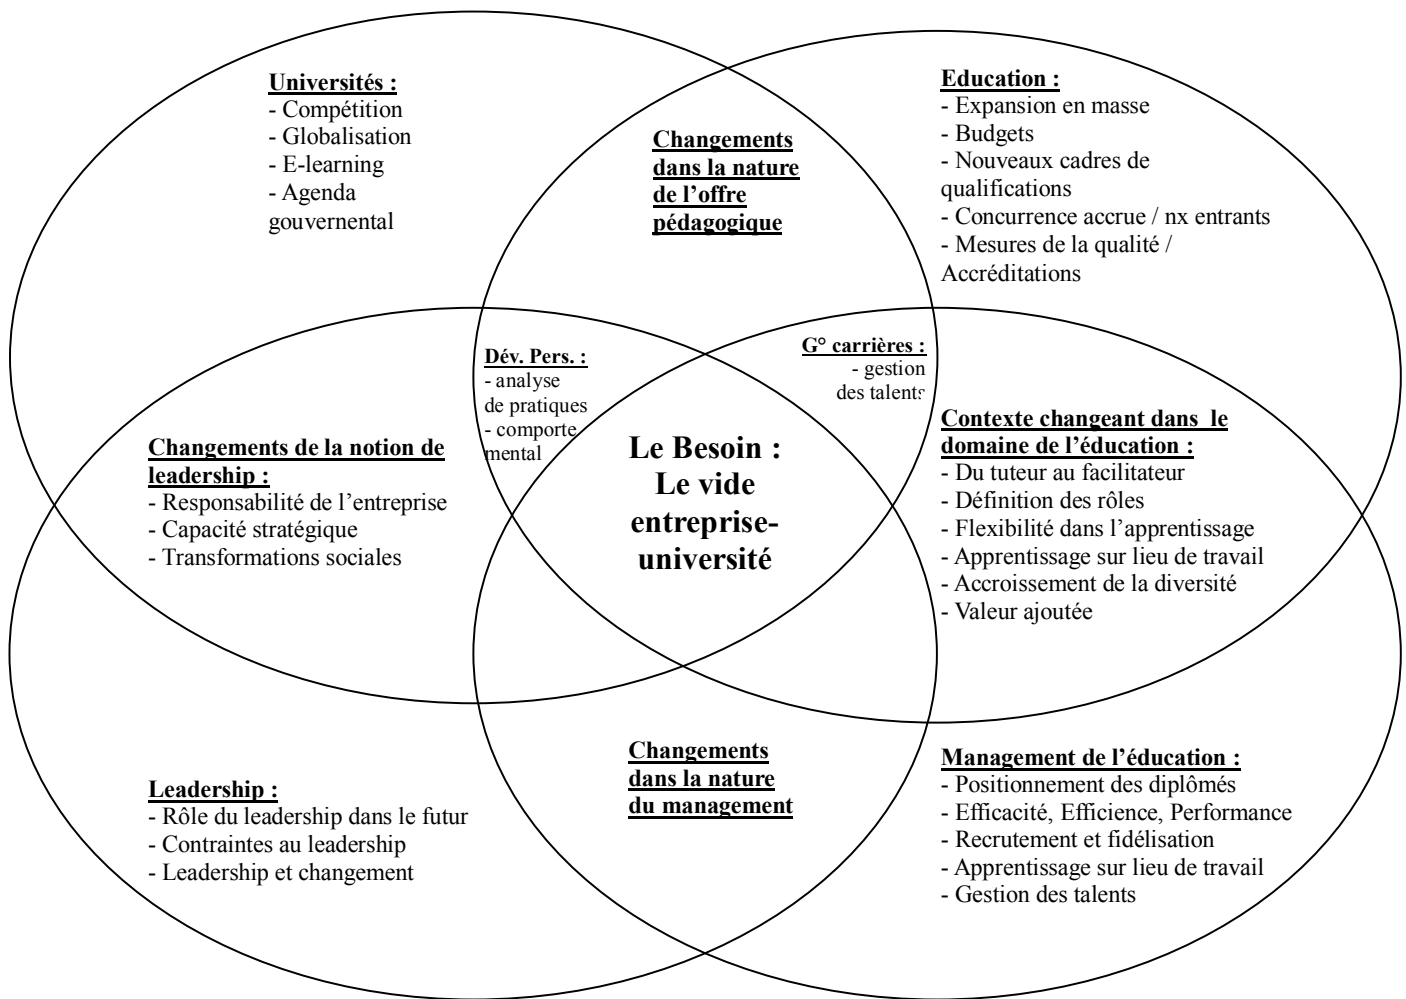 Universités :
- Compétition
- Globalisation
- E-learning
- Agenda
gouvernental
Changements
dans la nature
de l’offre
pédagogique
Education :
- Expansion en masse
- Budgets
- Nouveaux cadres de
qualifications
- Concurrence accrue / nx entrants
- Mesures de la qualité /
Accréditations
Dév. Pers. :
- analyse
de pratiques
- comporte
mental
G° carrières :
- gestion
des talents
Changements de la notion de
leadership :
- Responsabilité de l’entreprise
- Capacité stratégique
- Transformations sociales
Le Besoin :
Le vide
entreprise-
université
Contexte changeant dans le
domaine de l’éducation :
- Du tuteur au facilitateur
- Définition des rôles
- Flexibilité dans l’apprentissage
- Apprentissage sur lieu de travail
- Accroissement de la diversité
- Valeur ajoutée
Leadership :
- Rôle du leadership dans le futur
- Contraintes au leadership
- Leadership et changement
Changements
dans la nature
du management
Management de l’éducation :
- Positionnement des diplômés
- Efficacité, Efficience, Performance
- Recrutement et fidélisation
- Apprentissage sur lieu de travail
- Gestion des talents